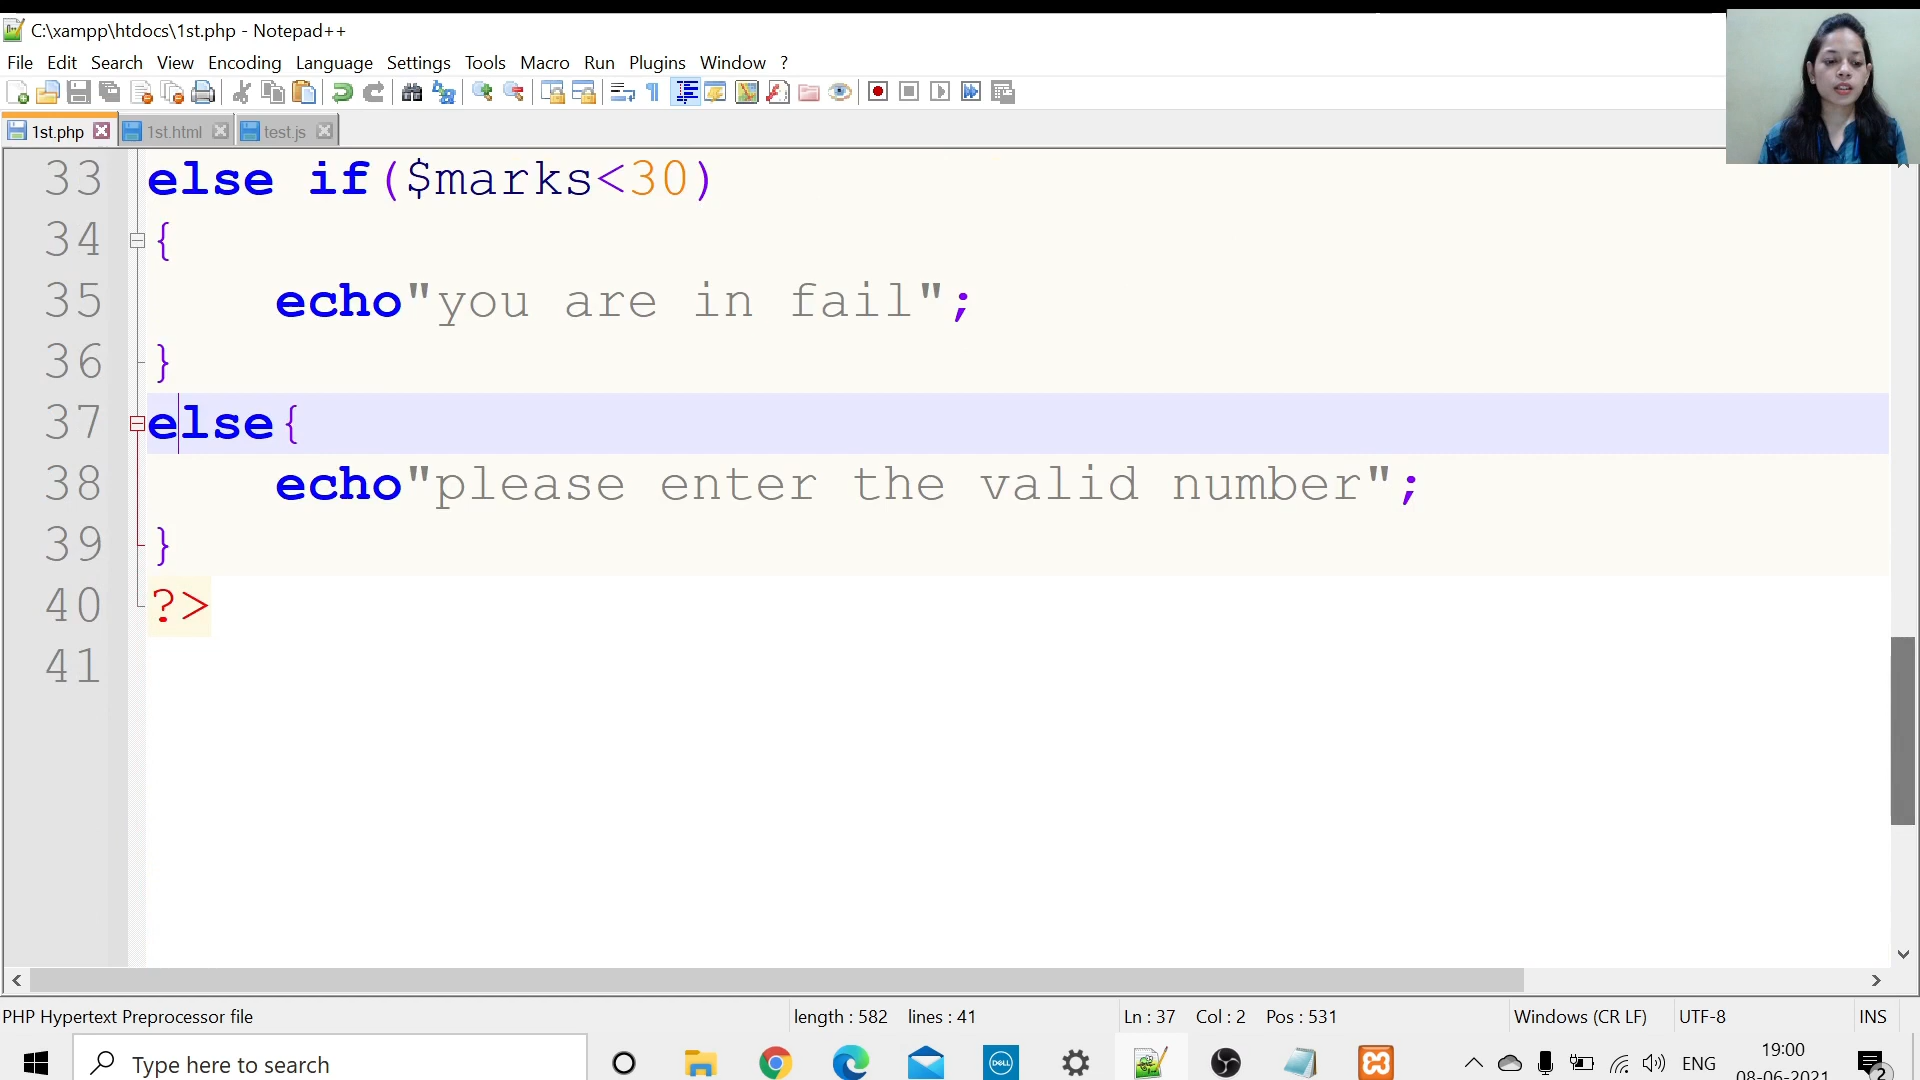 C:\xampp\htdocs\1st.php - Notepad++
File Edit Search View Encoding Language Settings Tools Macro Run Plugins Window ?
1st.php 1st.html test.js
33 else if($marks<30)
34 {
35 echo"you are in fail";
36 }
37 else{
38 echo"please enter the valid number";
39 }
40 ?>
41
PHP Hypertext Preprocessor file length : 582 lines : 41 Ln : 37 Col : 2 Pos : 531 Windows (CR LF) UTF-8 INS
Type here to search DELL ENG 19:00
08-06-2021 2